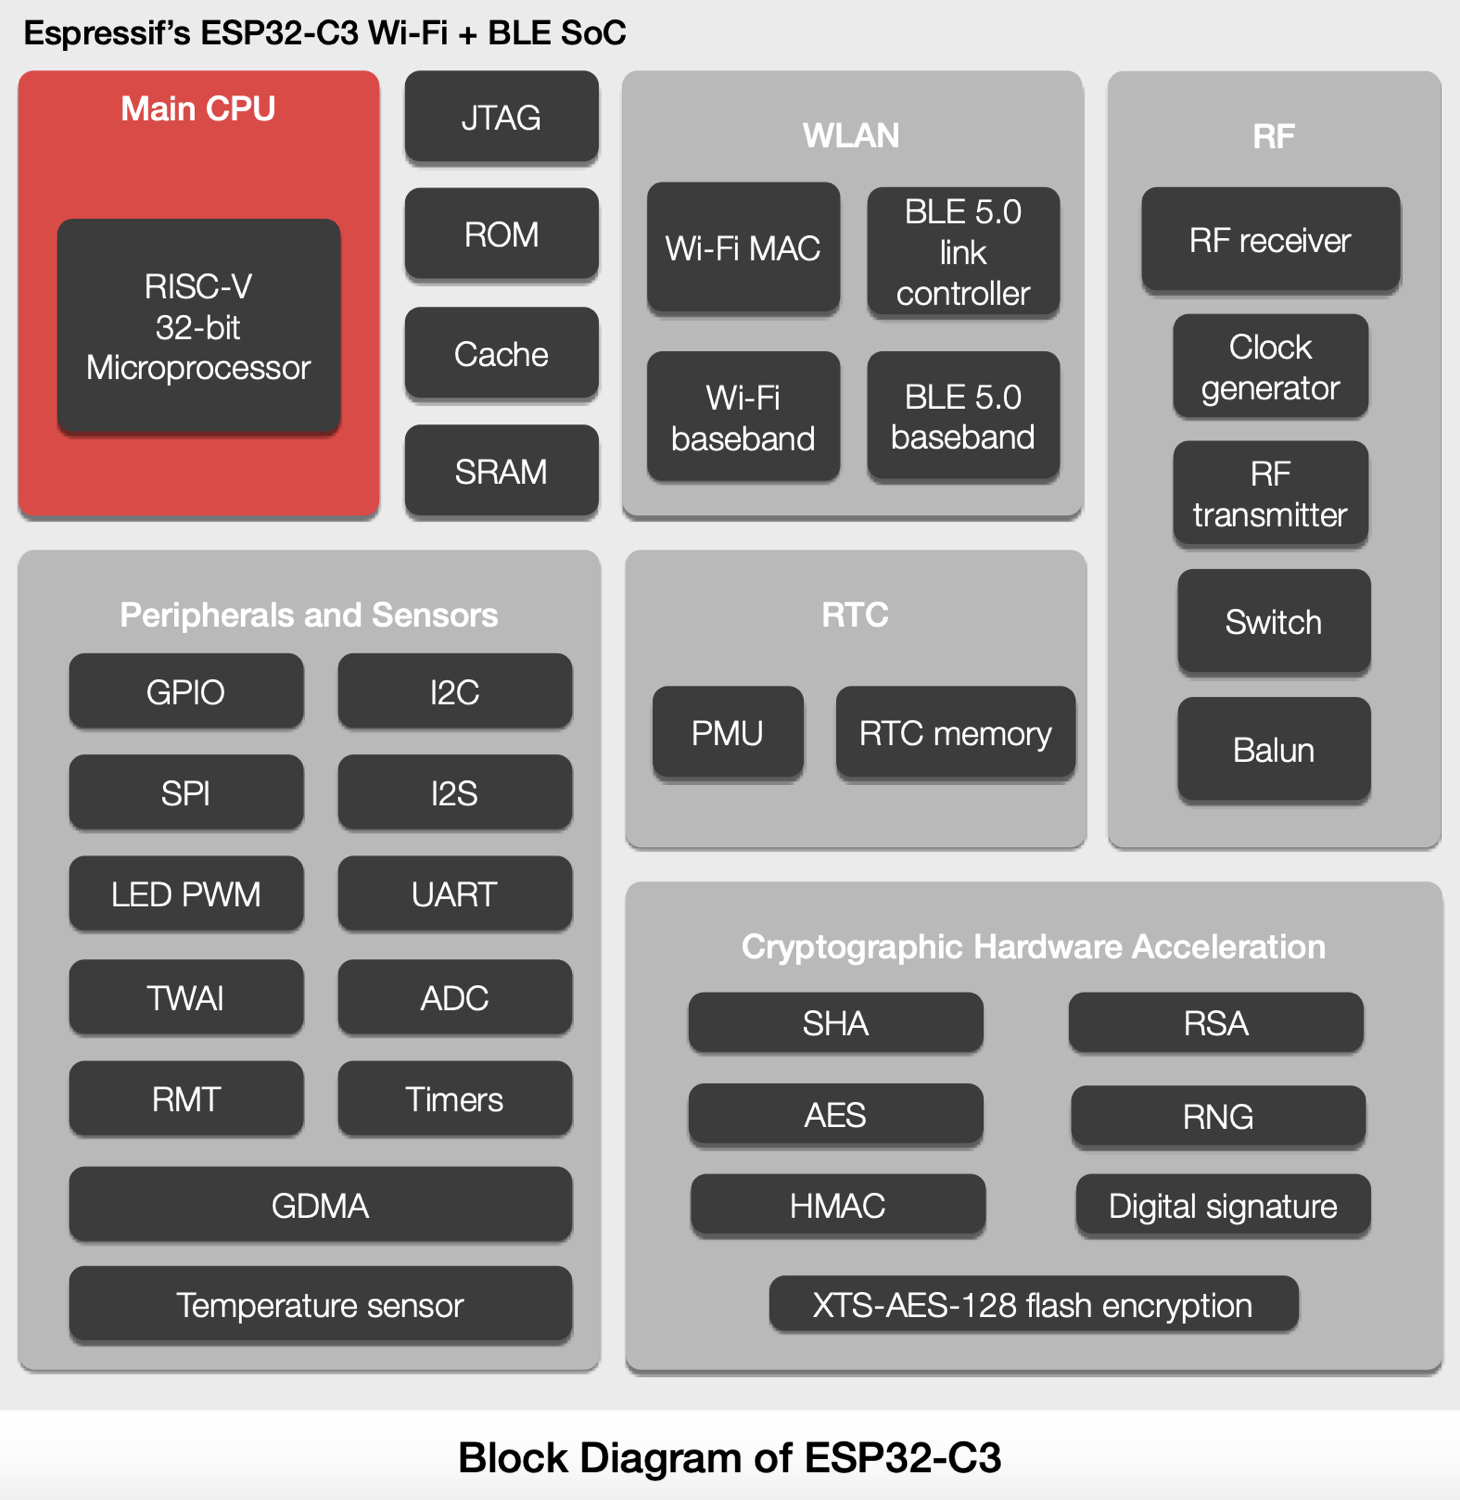 Espressif's ESP32-C3 Wi-Fi + BLE SoC
Main CPU
RISC-V
32-bit
Microprocessor
JTAG
ROM
Cache
SRAM
WLAN
Wi-Fi MAC
BLE 5.0
link
controller
Wi-Fi
baseband
BLE 5.0
baseband
RF
RF receiver
Clock
generator
RF
transmitter
Switch
Balun
Peripherals and Sensors
GPIO
I2C
SPI
I2S
LED PWM
UART
TWAI
ADC
RMT
Timers
GDMA
Temperature sensor
RTC
PMU
RTC memory
Cryptographic Hardware Acceleration
SHA
RSA
AES
RNG
HMAC
Digital signature
XTS-AES-128 flash encryption
Block Diagram of ESP32-C3